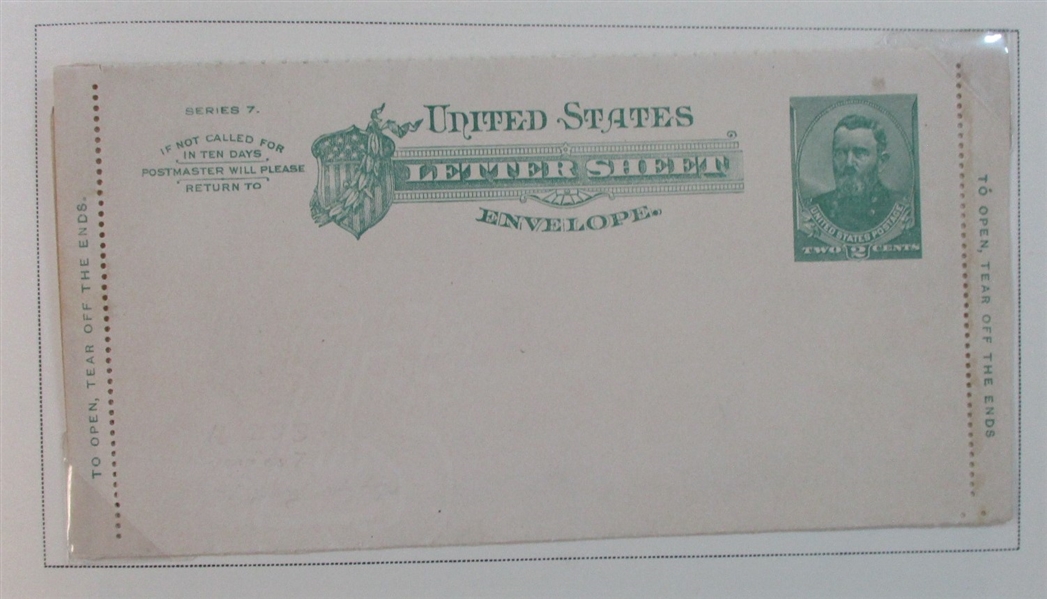 SERIES 7.
IF NOT CALLED FOR
IN TEN DAYS
POSTMASTER WILL PLEASE
RETURN TO
UNITED STATES
LETTER SHEET
ENVELOPE.
UNITED STATES POSTAGE
TWO 2 CENTS
TO OPEN, TEAR OFF THE ENDS.
TO OPEN, TEAR OFF THE ENDS